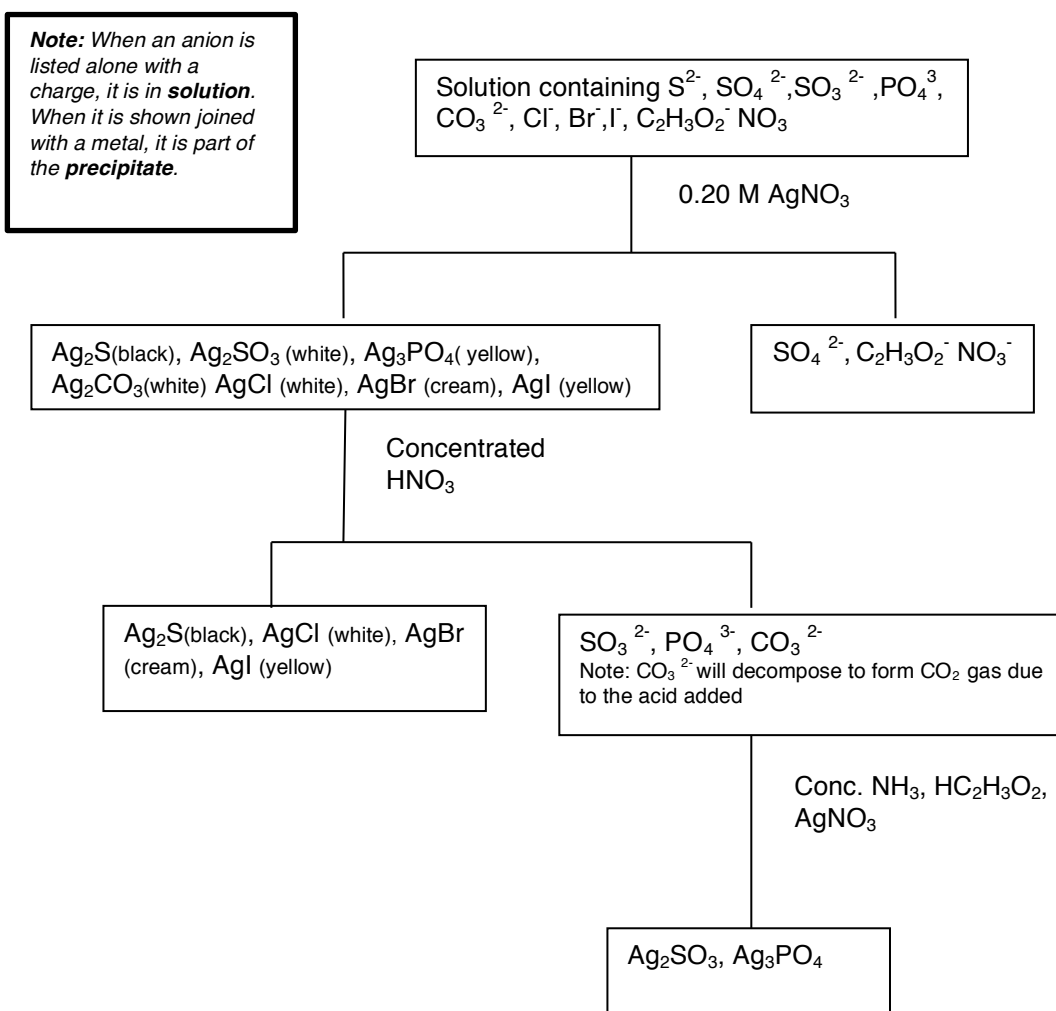 Note: When an anion is
listed alone with a
charge, it is in solution.
When it is shown joined
with a metal, it is part of
the precipitate.
Solution containing S²⁻, SO₄ ²⁻,SO₃ ²⁻ ,PO₄³,
CO₃ ²⁻, Cl⁻, Br⁻,I⁻, C₂H₃O₂⁻ NO₃
0.20 M AgNO₃
Ag₂S(black), Ag₂SO₃ (white), Ag₃PO₄( yellow),
Ag₂CO₃(white) AgCl (white), AgBr (cream), AgI (yellow)
SO₄ ²⁻, C₂H₃O₂⁻ NO₃⁻
Concentrated
HNO₃
Ag₂S(black), AgCl (white), AgBr
(cream), AgI (yellow)
SO₃ ²⁻, PO₄ ³⁻, CO₃ ²⁻
Note: CO₃ ²⁻ will decompose to form CO₂ gas due
to the acid added
Conc. NH₃, HC₂H₃O₂,
AgNO₃
Ag₂SO₃, Ag₃PO₄